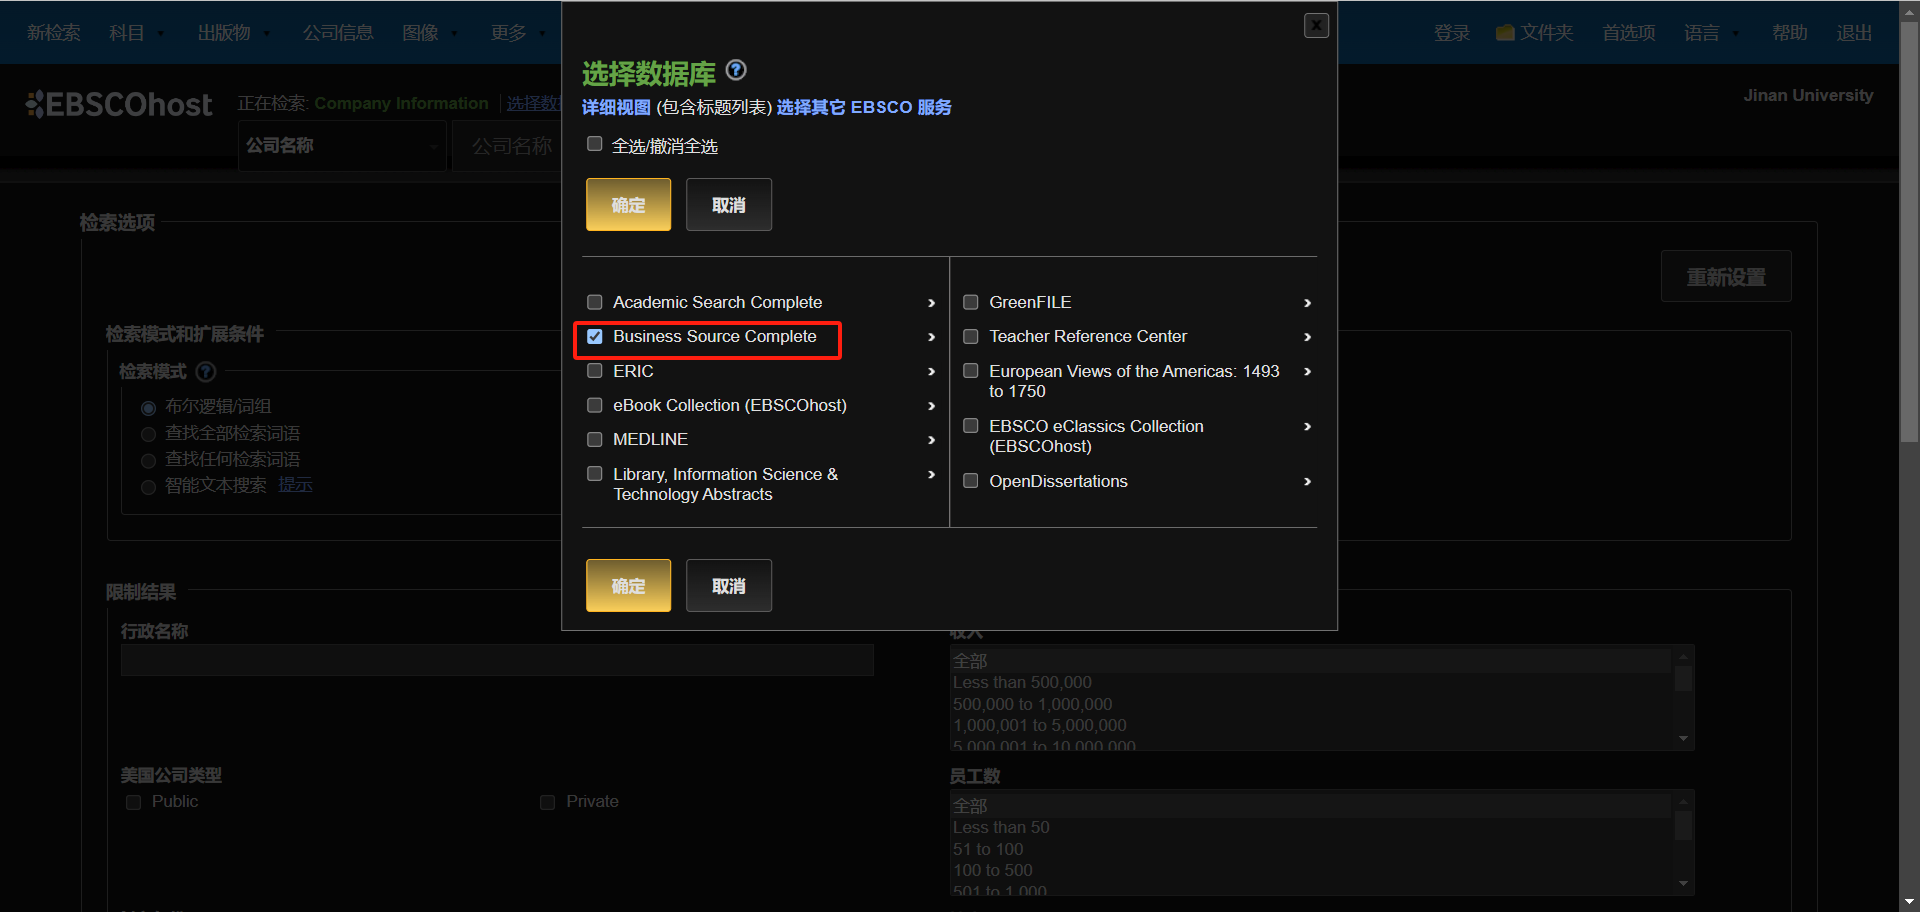 新检索 科目 出版物 公司信息 图像 更多 登录 文件夹 首选项 语言 帮助 退出
EBSCOhost 正在检索: Company Information 选择数据
Jinan University
公司名称 公司名称
X
选择数据库 ?
详细视图 (包含标题列表) 选择其它 EBSCO 服务
全选/撤消全选
确定 取消
Academic Search Complete
Business Source Complete
ERIC
eBook Collection (EBSCOhost)
MEDLINE
Library, Information Science &
Technology Abstracts
GreenFILE
Teacher Reference Center
European Views of the Americas: 1493
to 1750
EBSCO eClassics Collection
(EBSCOhost)
OpenDissertations
确定 取消
检索选项
重新设置
检索模式和扩展条件
检索模式 ?
布尔逻辑/词组
查找全部检索词语
查找任何检索词语
智能文本搜索 提示
限制结果
行政名称
收入
全部
Less than 500,000
500,000 to 1,000,000
1,000,001 to 5,000,000
5,000,001 to 10,000,000
美国公司类型
Public Private
员工数
全部
Less than 50
51 to 100
100 to 500
501 to 1,000